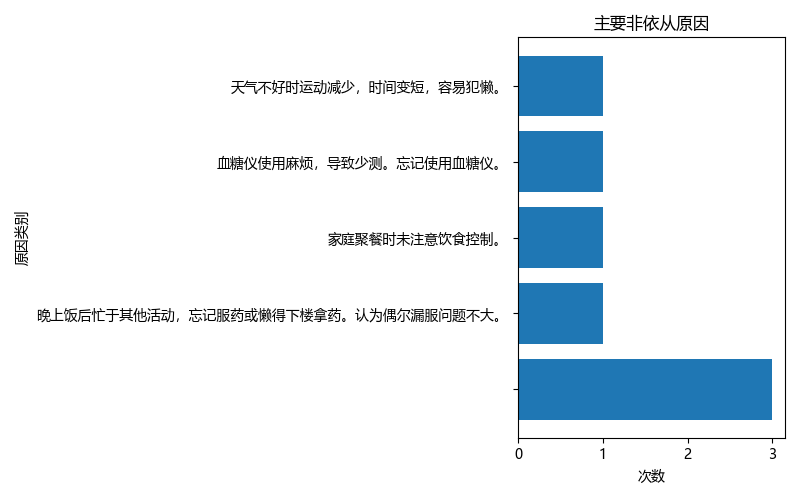 主要非依从原因
天气不好时运动减少，时间变短，容易犯懒。
血糖仪使用麻烦，导致少测。忘记使用血糖仪。
家庭聚餐时未注意饮食控制。
晚上饭后忙于其他活动，忘记服药或懒得下楼拿药。认为偶尔漏服问题不大。
原因类别
0 1 2 3
次数